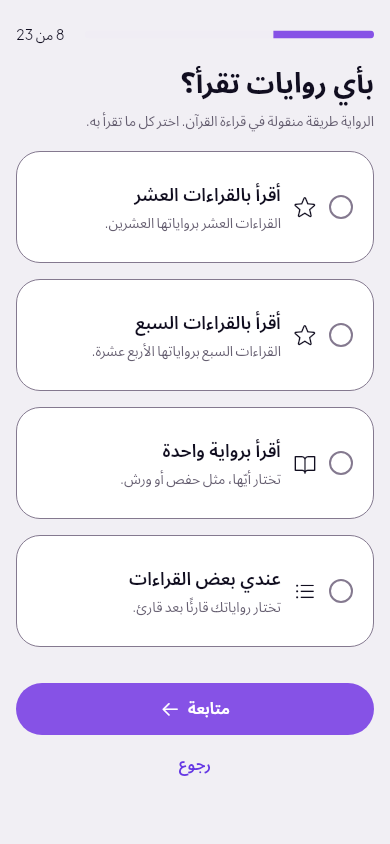 8 من 23
بأي روايات تقرأ؟
الرواية طريقة منقولة في قراءة القرآن. اختر كل ما تقرأ به.
أقرأ بالقراءات العشر
القراءات العشر برواياتها العشرين.
أقرأ بالقراءات السبع
القراءات السبع برواياتها الأربع عشرة.
أقرأ برواية واحدة
تختار أيّها، مثل حفص أو ورش.
عندي بعض القراءات
تختار رواياتك قارئًا بعد قارئ.
متابعة
رجوع